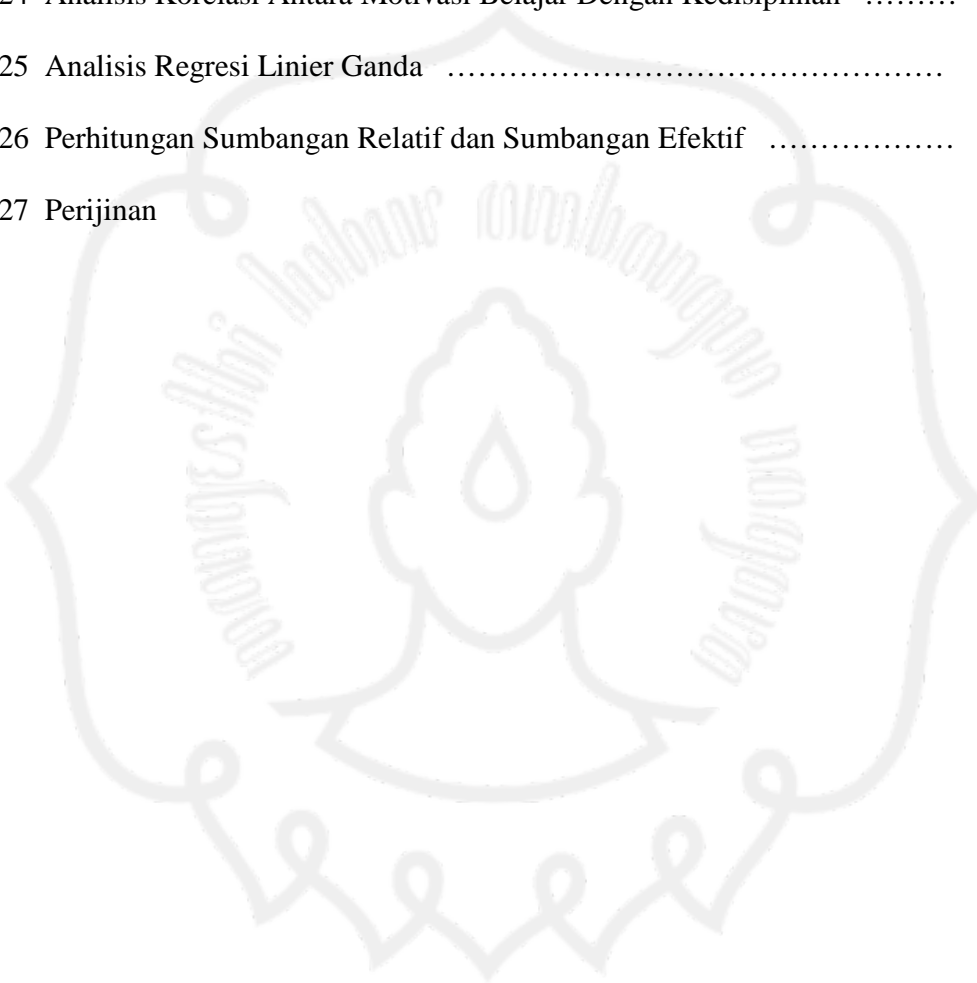 24 Analisis Korelasi Antara Motivasi Belajar Dengan Kedisiplinan ………
25 Analisis Regresi Linier Ganda …………………………………………
26 Perhitungan Sumbangan Relatif dan Sumbangan Efektif ………………
27 Perijinan